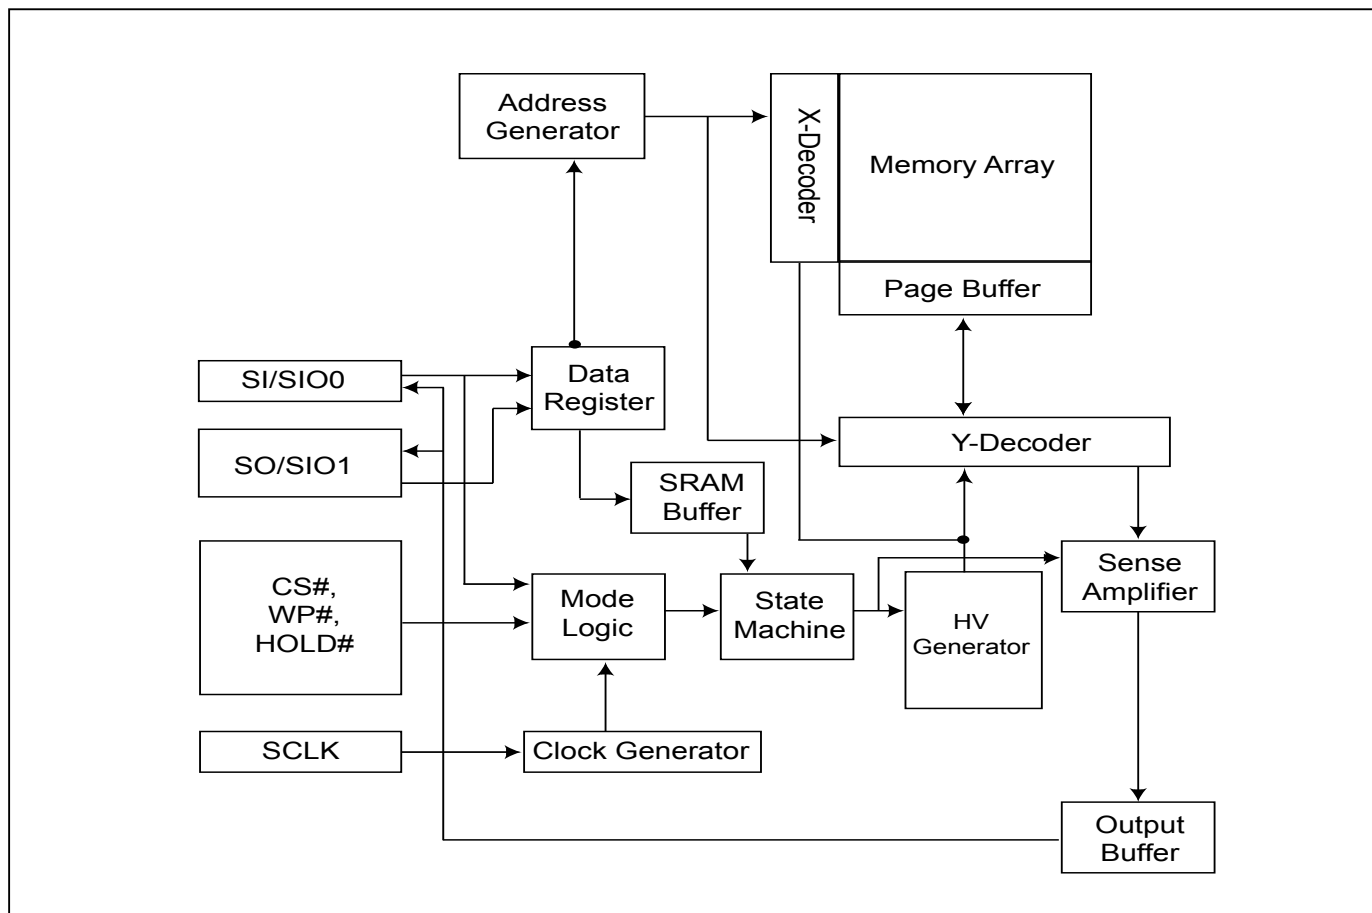 Address
Generator
X-Decoder
Memory Array
Page Buffer
SI/SIO0
Data
Register
SO/SIO1
Y-Decoder
SRAM
Buffer
CS#,
WP#,
HOLD#
Mode
Logic
State
Machine
HV
Generator
Sense
Amplifier
SCLK
Clock Generator
Output
Buffer